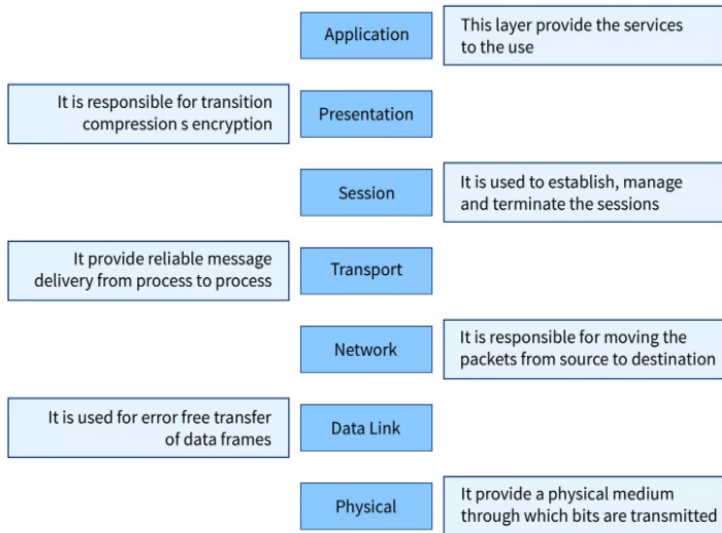 Application
This layer provide the services
to the use
It is responsible for transition
compression s encryption
Presentation
Session
It is used to establish, manage
and terminate the sessions
It provide reliable message
delivery from process to process
Transport
Network
It is responsible for moving the
packets from source to destination
It is used for error free transfer
of data frames
Data Link
Physical
It provide a physical medium
through which bits are transmitted